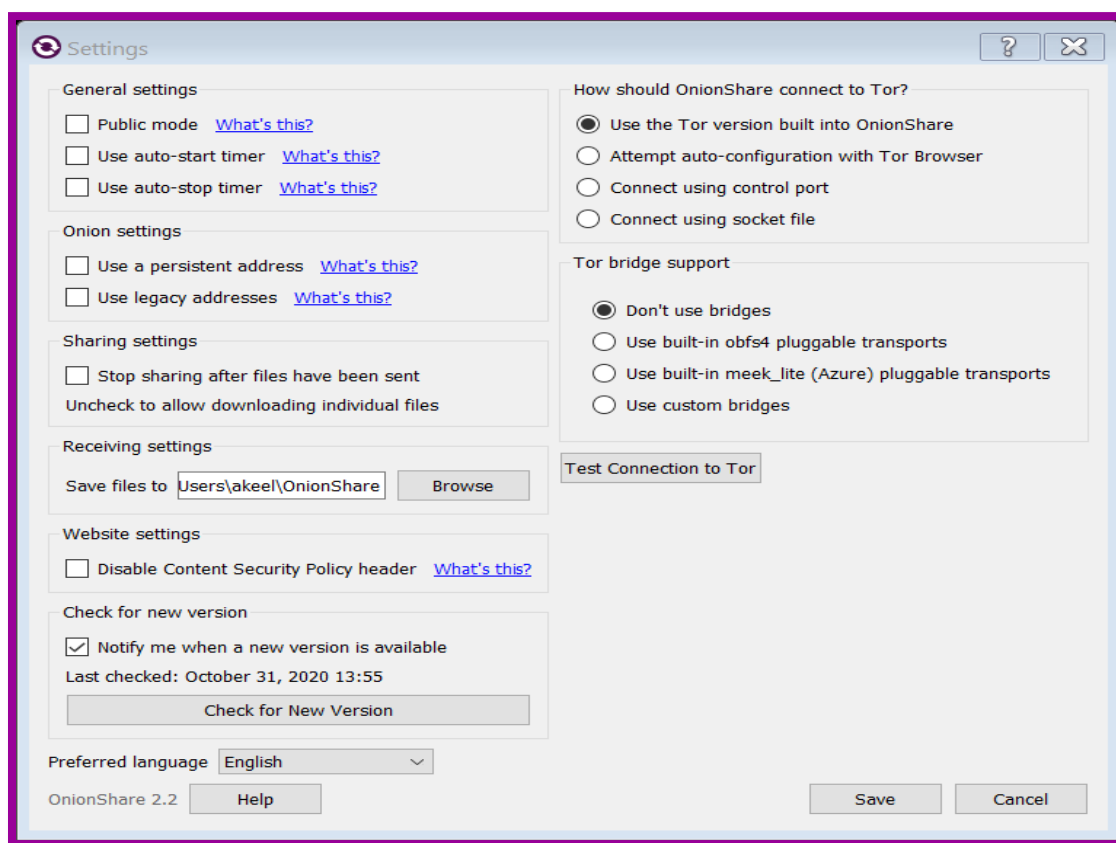 Settings
General settings
Public mode What's this?
Use auto-start timer What's this?
Use auto-stop timer What's this?
Onion settings
Use a persistent address What's this?
Use legacy addresses What's this?
Sharing settings
Stop sharing after files have been sent
Uncheck to allow downloading individual files
Receiving settings
Save files to Users\akeel\OnionShare Browse
Website settings
Disable Content Security Policy header What's this?
Check for new version
Notify me when a new version is available
Last checked: October 31, 2020 13:55
Check for New Version
Preferred language English
OnionShare 2.2 Help
How should OnionShare connect to Tor?
Use the Tor version built into OnionShare
Attempt auto-configuration with Tor Browser
Connect using control port
Connect using socket file
Tor bridge support
Don't use bridges
Use built-in obfs4 pluggable transports
Use built-in meek_lite (Azure) pluggable transports
Use custom bridges
Test Connection to Tor
Save Cancel